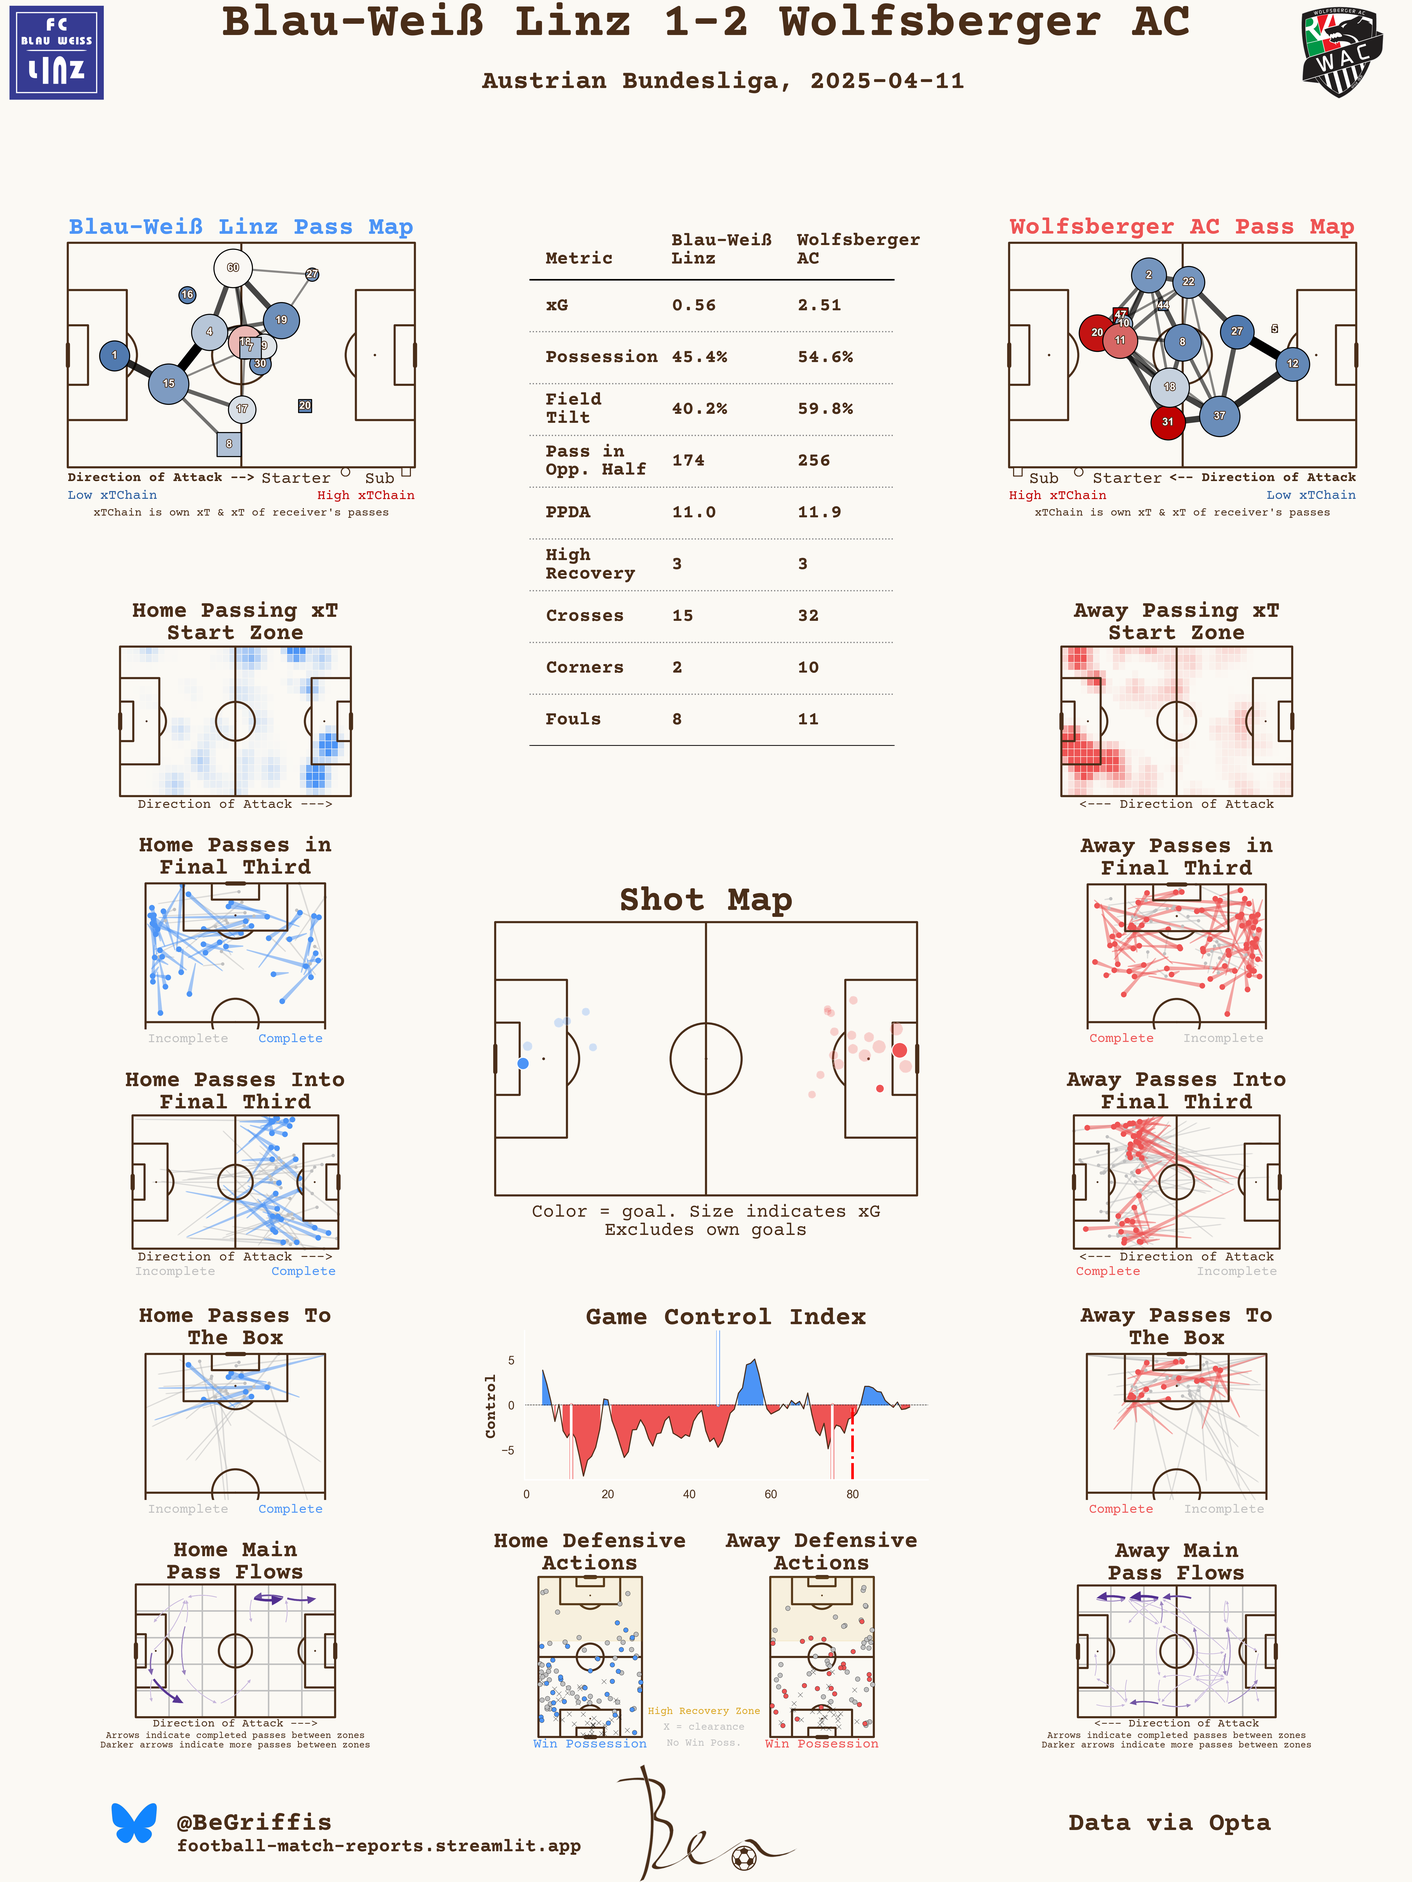 FC
BLAU WEISS
LINZ
Blau-Weiß Linz 1-2 Wolfsberger AC
Austrian Bundesliga, 2025-04-11
WOLFSBERGER AC
WAC
Blau-Weiß Linz Pass Map
60
27
16
19
4
18
7
9
1
30
15
17
20
8
Direction of Attack --> Starter Sub
Low xTChain High xTChain
xTChain is own xT & xT of receiver's passes
Metric Blau-Weiß Linz Wolfsberger AC
xG 0.56 2.51
Possession 45.4% 54.6%
Field Tilt 40.2% 59.8%
Pass in Opp. Half 174 256
PPDA 11.0 11.9
High Recovery 3 3
Crosses 15 32
Corners 2 10
Fouls 8 11
Wolfsberger AC Pass Map
2
22
44
47
10
20
11
8
27
5
12
18
31
37
Sub Starter <-- Direction of Attack
High xTChain Low xTChain
xTChain is own xT & xT of receiver's passes
Home Passing xT
Start Zone
Direction of Attack --->
Away Passing xT
Start Zone
<--- Direction of Attack
Home Passes in
Final Third
Incomplete Complete
Away Passes in
Final Third
Complete Incomplete
Shot Map
Color = goal. Size indicates xG
Excludes own goals
Home Passes Into
Final Third
Direction of Attack --->
Incomplete Complete
Away Passes Into
Final Third
<--- Direction of Attack
Complete Incomplete
Home Passes To
The Box
Incomplete Complete
Game Control Index
Control
5
0
−5
0 20 40 60 80
Away Passes To
The Box
Complete Incomplete
Home Main
Pass Flows
Direction of Attack --->
Arrows indicate completed passes between zones
Darker arrows indicate more passes between zones
Home Defensive
Actions
Win Possession
High Recovery Zone
X = clearance
No Win Poss.
Away Defensive
Actions
Win Possession
Away Main
Pass Flows
<--- Direction of Attack
Arrows indicate completed passes between zones
Darker arrows indicate more passes between zones
@BeGriffis
football-match-reports.streamlit.app
Ben
Data via Opta